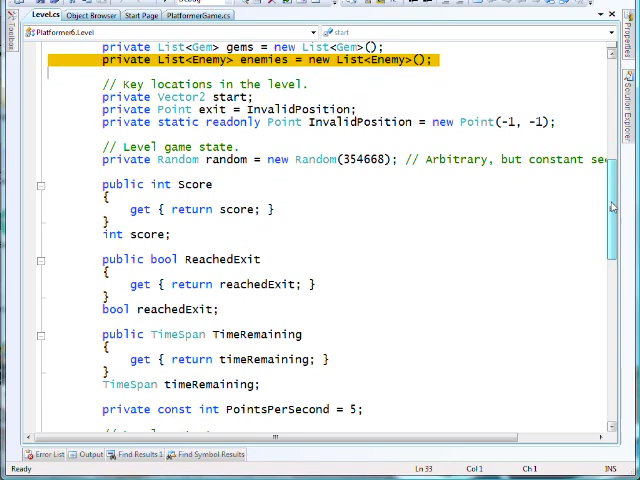 Level.cs Object Browser Start Page PlatformerGame.cs
Platformer6.Level start
private List<Gem> gems = new List<Gem>();
private List<Enemy> enemies = new List<Enemy>();
// Key locations in the level.
private Vector2 start;
private Point exit = InvalidPosition;
private static readonly Point InvalidPosition = new Point(-1, -1);
// Level game state.
private Random random = new Random(354668); // Arbitrary, but constant se
public int Score
{
get { return score; }
}
int score;
public bool ReachedExit
{
get { return reachedExit; }
}
bool reachedExit;
public TimeSpan TimeRemaining
{
get { return timeRemaining; }
}
TimeSpan timeRemaining;
private const int PointsPerSecond = 5;
Error List Output Find Results 1 Find Symbol Results
Ready Ln 33 Col 1 Ch 1 INS
Toolbox
Properties
Solution Explorer